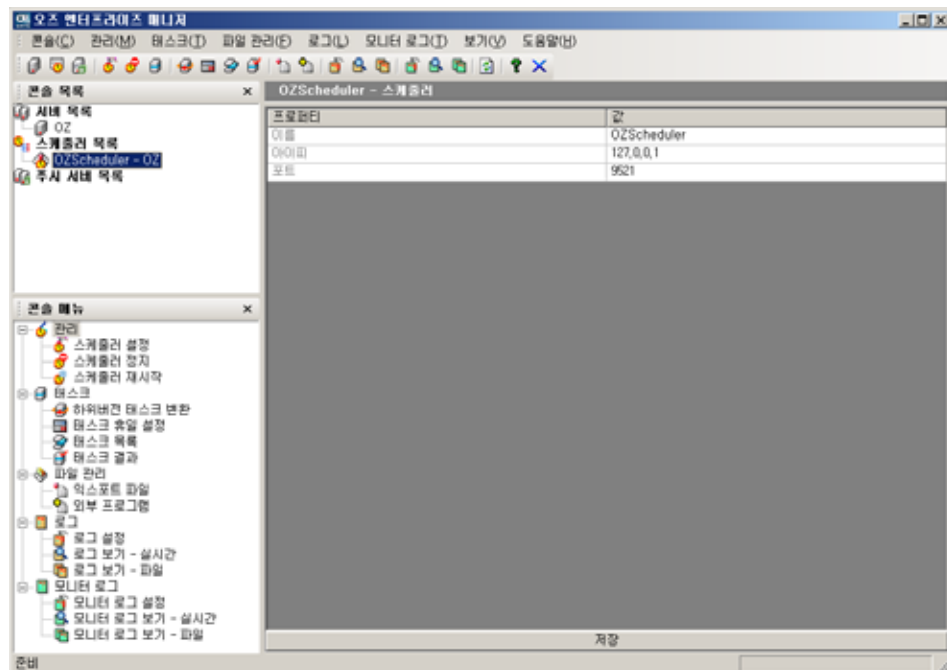 오즈 엔터프라이즈 매니저
콘솔(C) 관리(M) 태스크(T) 파일 관리(F) 로그(L) 모니터 로그(T) 보기(V) 도움말(H)
콘솔 목록
서버 목록
OZ
스케줄러 목록
OZScheduler - OZ
주시 서버 목록
콘솔 메뉴
관리
스케줄러 설정
스케줄러 정지
스케줄러 재시작
태스크
하위버전 태스크 변환
태스크 휴일 설정
태스크 목록
태스크 결과
파일 관리
익스포트 파일
외부 프로그램
로그
로그 설정
로그 보기 - 실시간
로그 보기 - 파일
모니터 로그
모니터 로그 설정
모니터 로그 보기 - 실시간
모니터 로그 보기 - 파일
OZScheduler - 스케줄러
프로퍼티 값
이름 OZScheduler
아이피 127.0.0.1
포트 9521
저장
준비